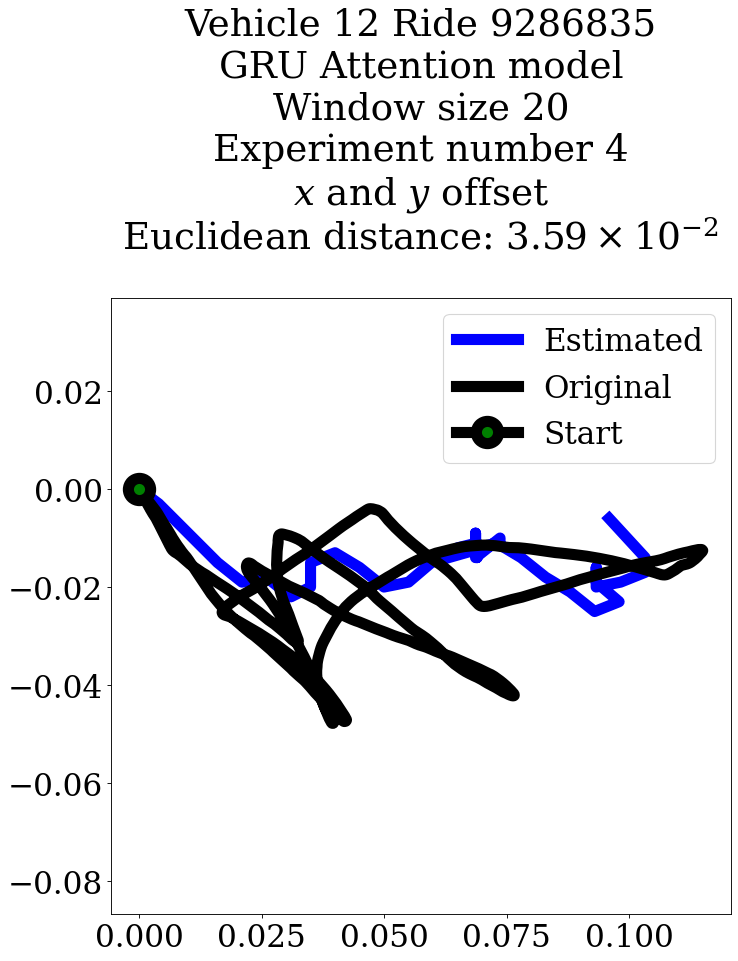 Vehicle 12 Ride 9286835
GRU Attention model
Window size 20
Experiment number 4
x and y offset
Euclidean distance: 3.59 × 10⁻²
Estimated
Original
Start
0.02
0.00
−0.02
−0.04
−0.06
−0.08
0.000 0.025 0.050 0.075 0.100